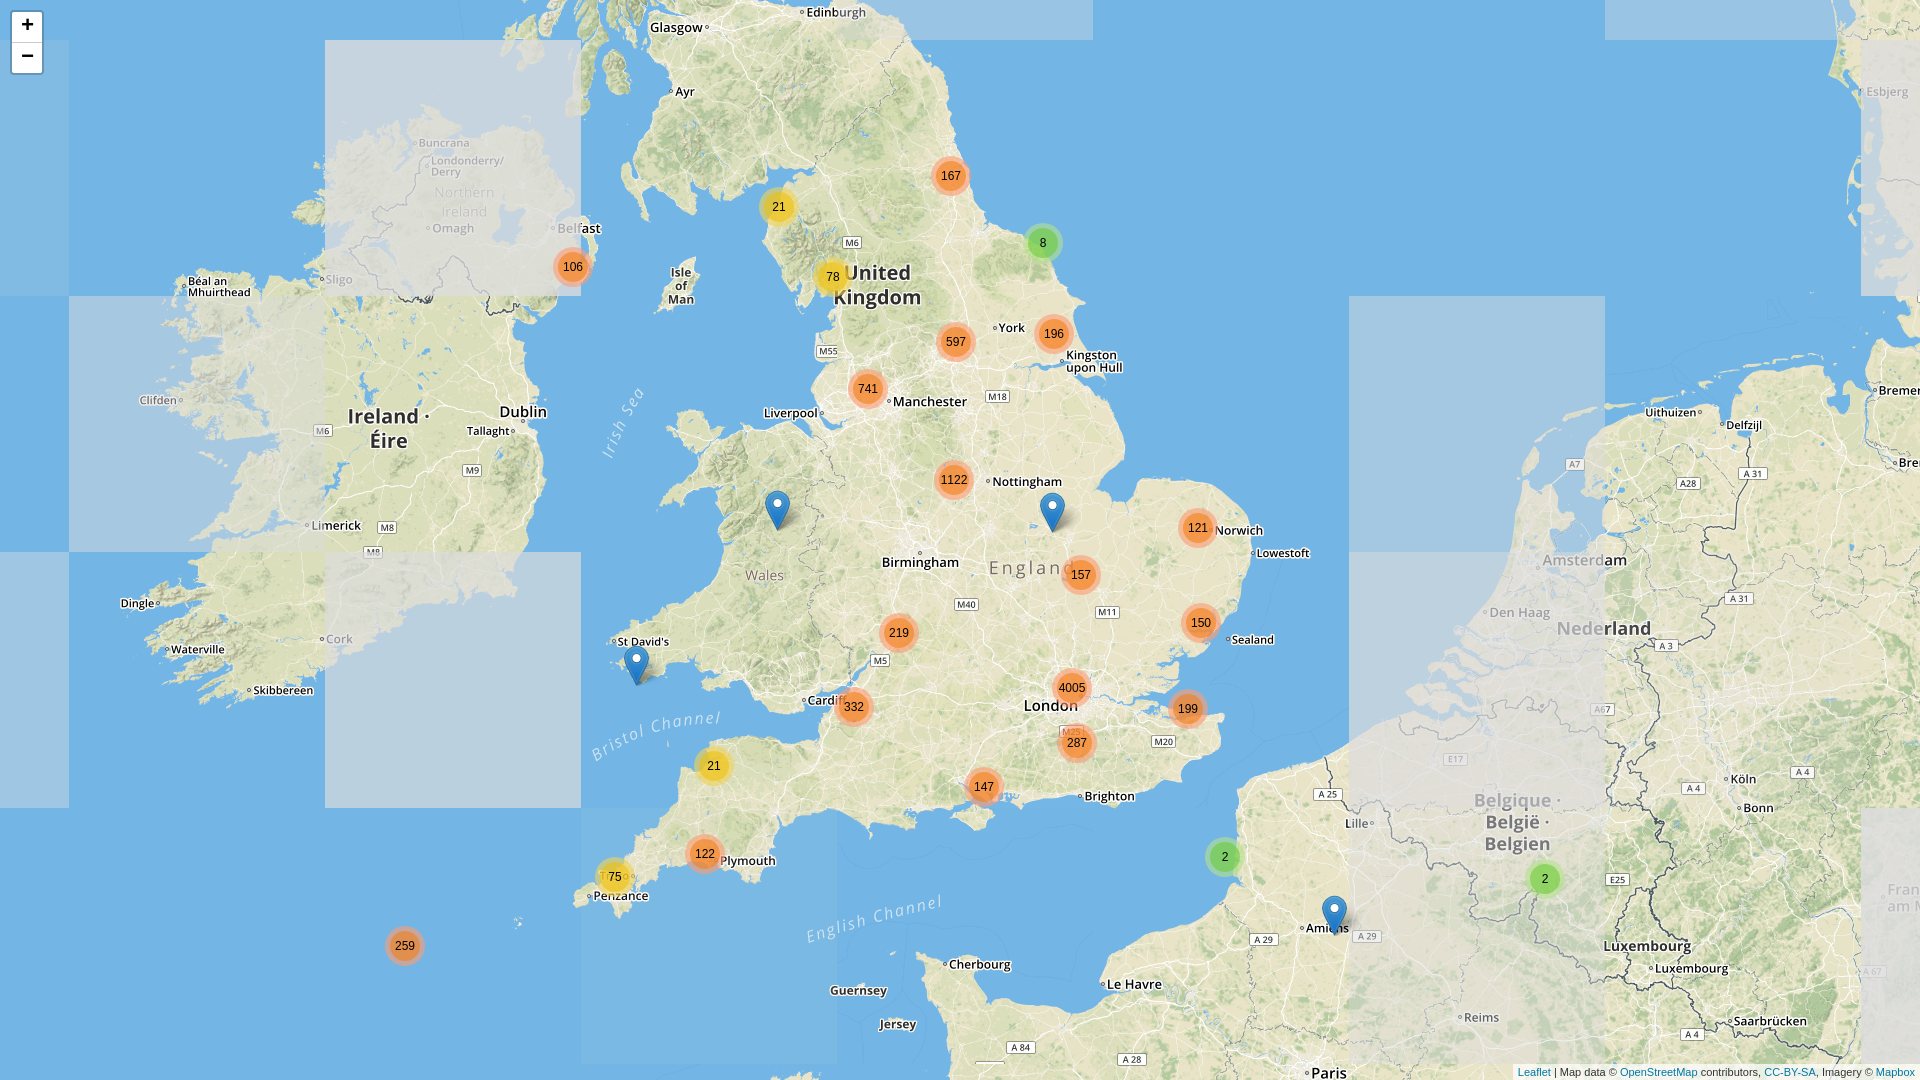 +
−
Edinburgh
Glasgow
Ayr
Esbjerg
Buncrana
Londonderry/
Derry
Northern
Ireland
Omagh
Belfast
167
21
8
M6
106
78
United
Kingdom
Isle
of
Man
Sligo
Béal an
Mhuirthead
York
196
597
Kingston
upon Hull
M55
741
Manchester
M18
Liverpool
Clifden
Ireland ·
Éire
Dublin
Tallaght
M6
M9
Irish Sea
Uithuizen
Delfzijl
A7
A 31
A28
1122
Nottingham
121
Norwich
Lowestoft
Limerick
M8
M8
Birmingham
England
157
Wales
Amsterdam
Dingle
M40
M11
A 31
Den Haag
Nederland
219
150
Sealand
Cork
Waterville
St David's
M5
A 3
Skibbereen
4005
London
Cardiff
332
199
A67
Bristol Channel
M25
287
M20
E17
21
147
Brighton
A 25
Köln
A 4
A 4
Bonn
Belgique ·
België ·
Belgien
Lille
122
Plymouth
75
Penzance
2
2
E25
English Channel
259
Amiens
A 29
A 29
Luxembourg
Luxembourg
A 67
Cherbourg
Le Havre
Guernsey
Jersey
Reims
Saarbrücken
A 84
A 28
A 4
Paris
Leaflet | Map data © OpenStreetMap contributors, CC-BY-SA, Imagery © Mapbox